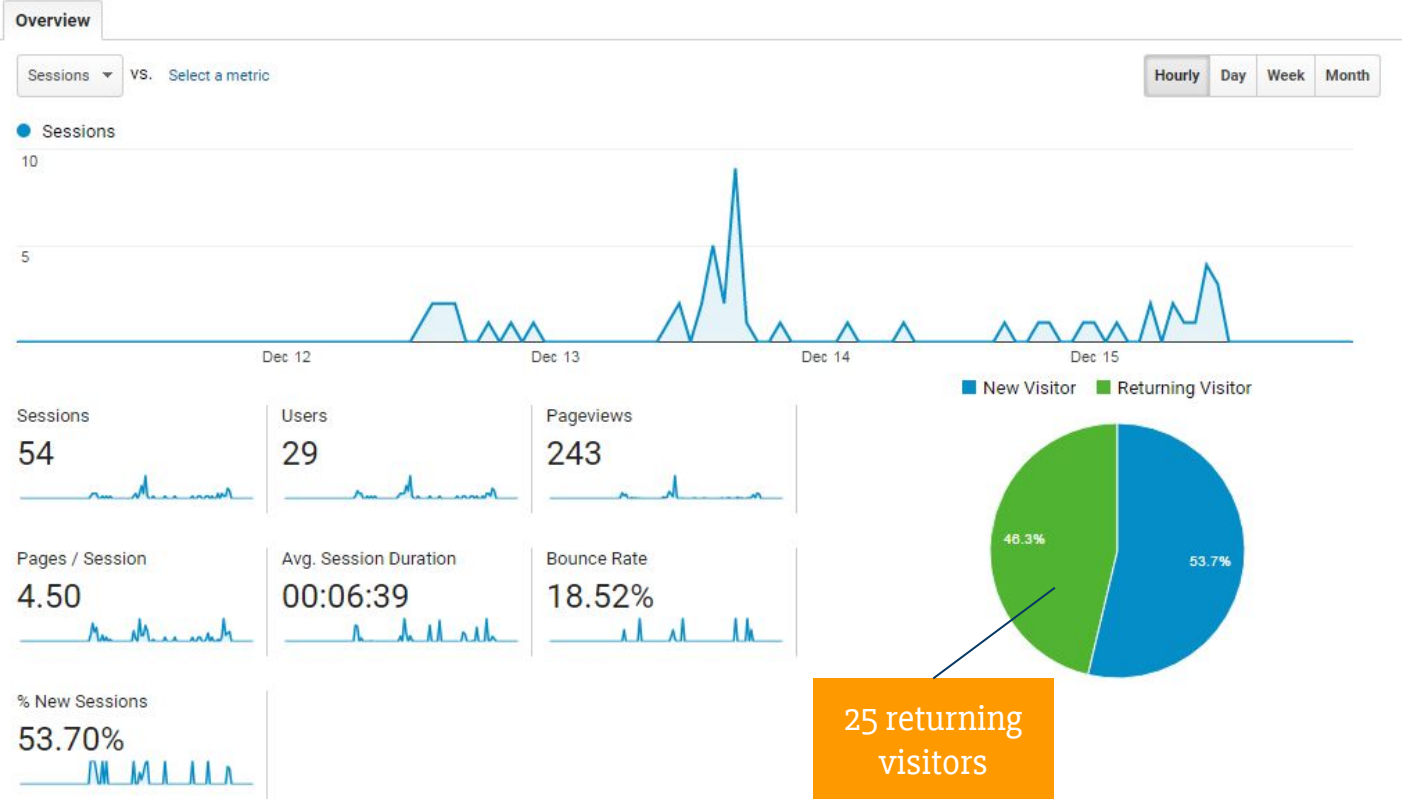 Overview
Sessions VS. Select a metric
Hourly Day Week Month
Sessions
10
5
Dec 12 Dec 13 Dec 14 Dec 15
New Visitor Returning Visitor
Sessions Users Pageviews
54 29 243
46.3%
53.7%
Pages / Session Avg. Session Duration Bounce Rate
4.50 00:06:39 18.52%
% New Sessions
53.70%
25 returning
visitors